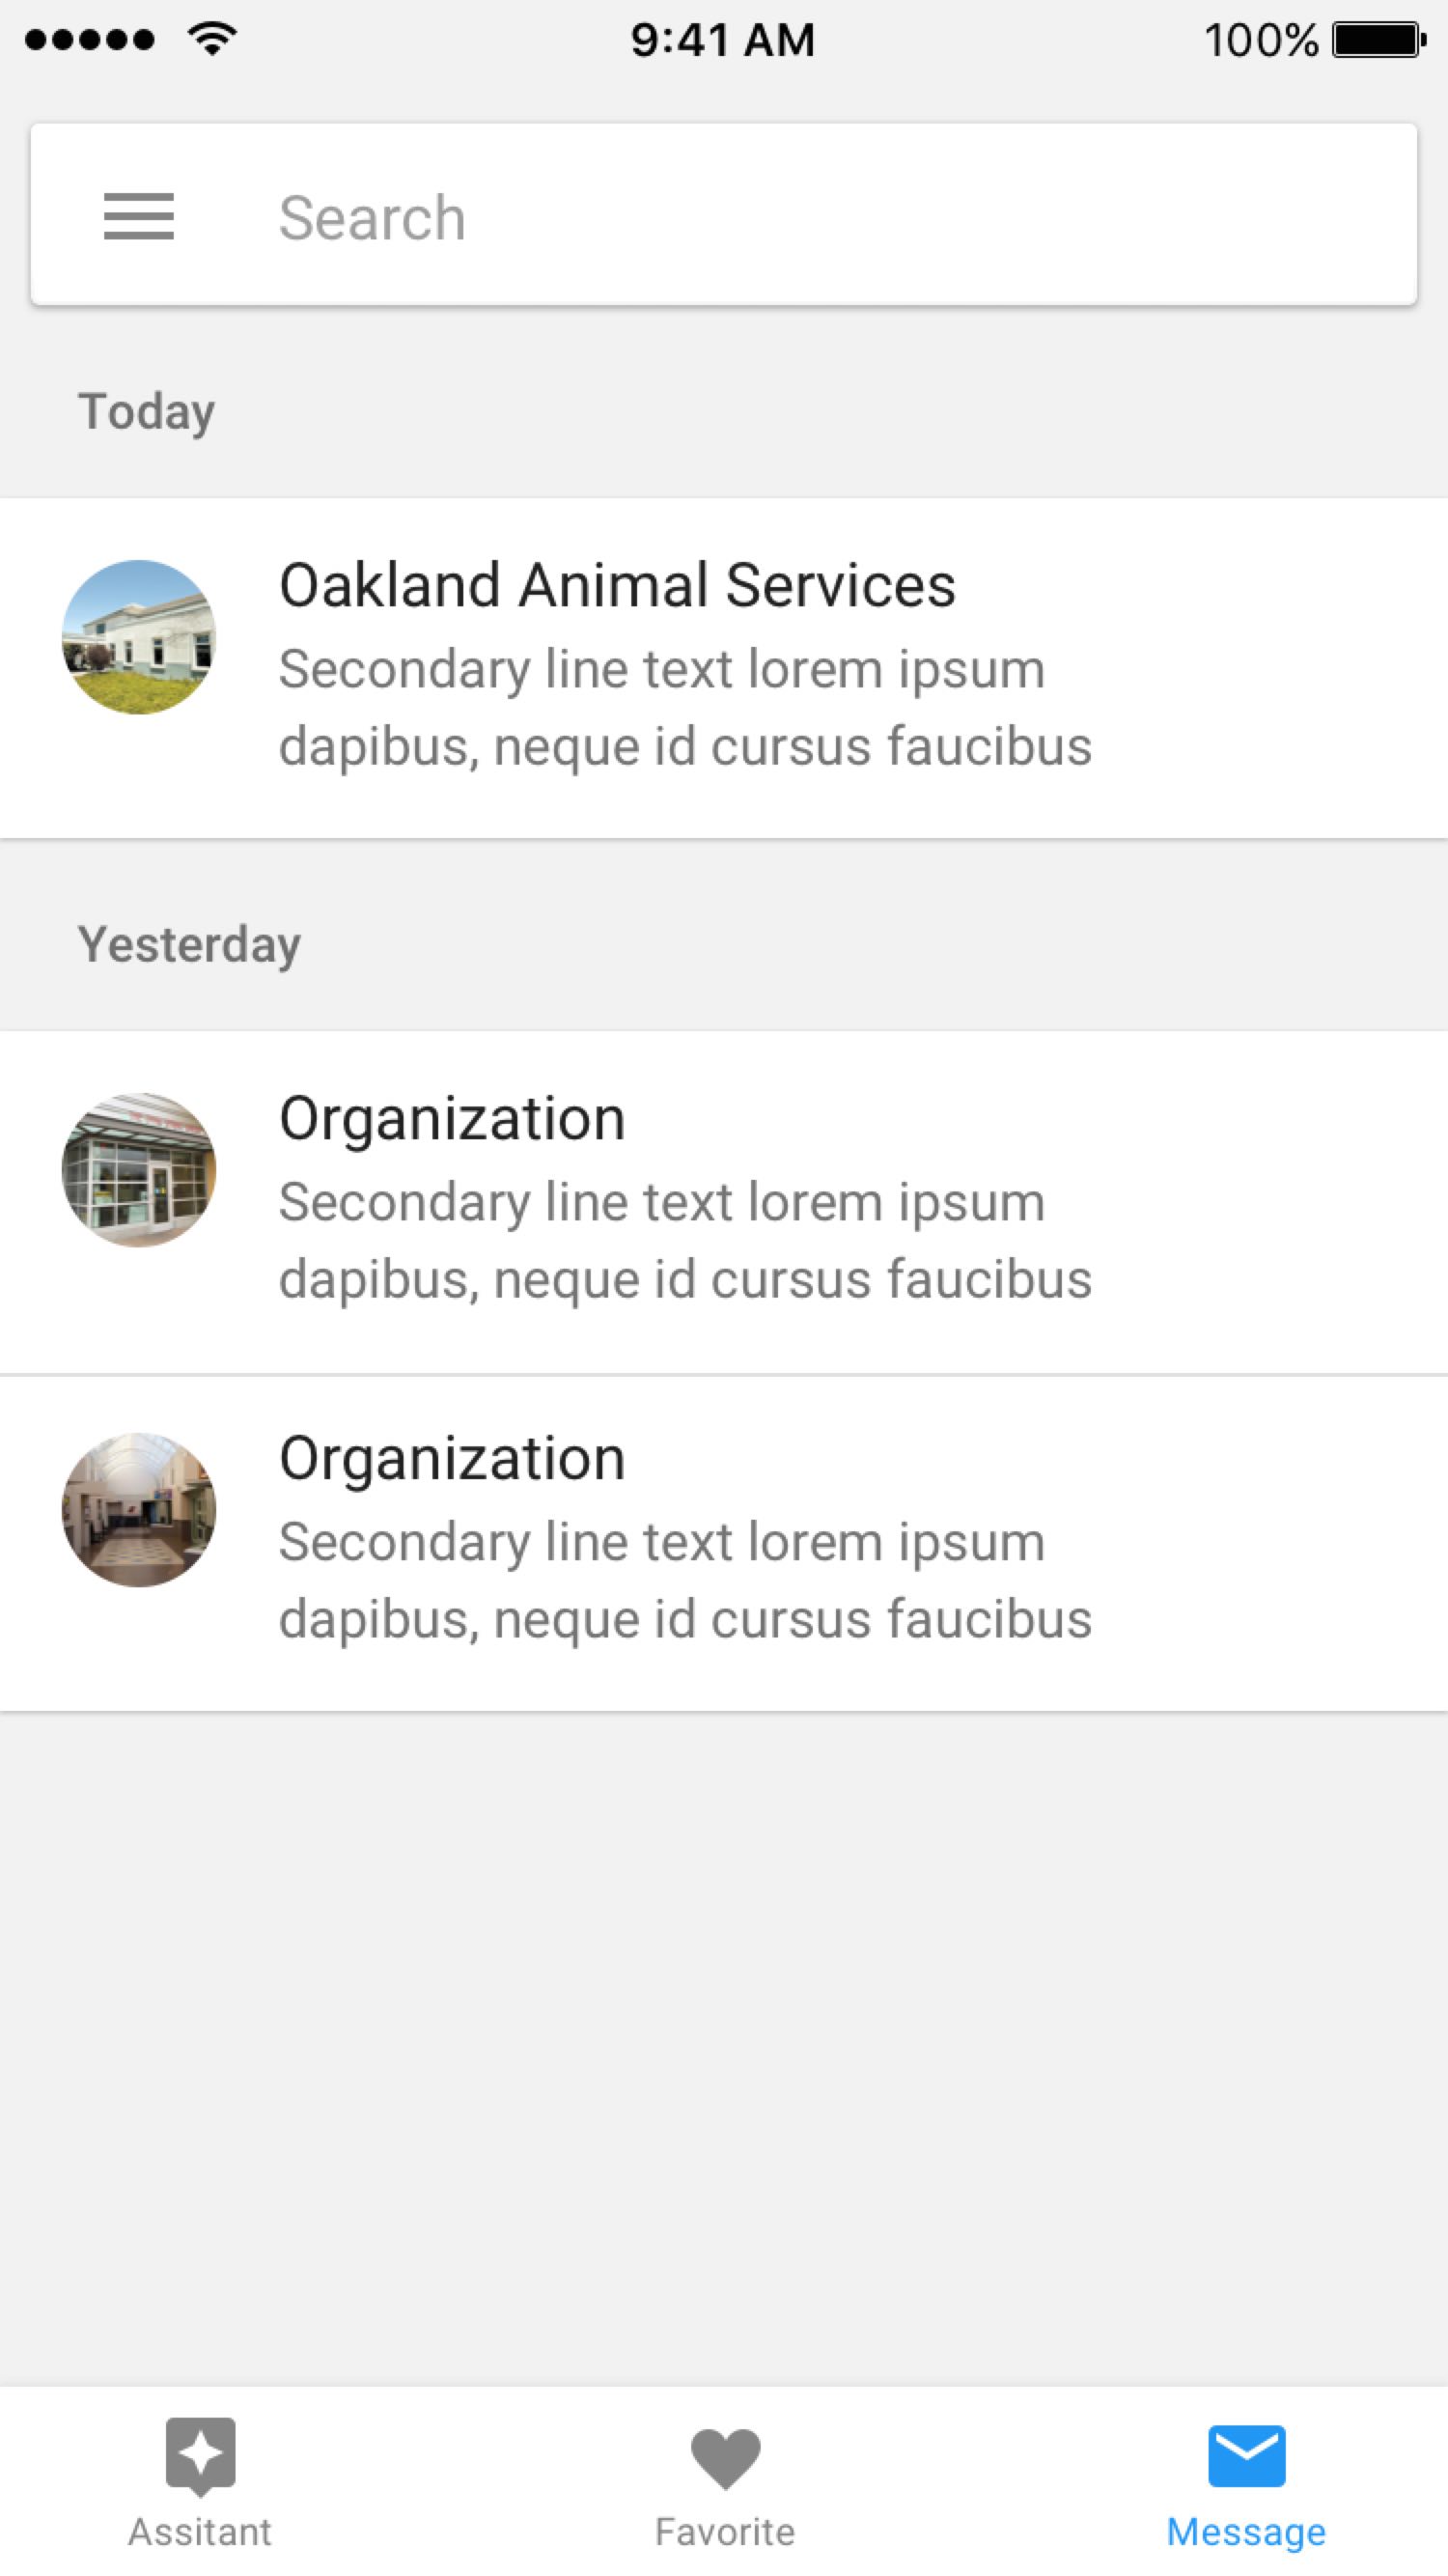 9:41 AM
100%
Search
Today
Oakland Animal Services
Secondary line text lorem ipsum
dapibus, neque id cursus faucibus
Yesterday
Organization
Secondary line text lorem ipsum
dapibus, neque id cursus faucibus
Organization
Secondary line text lorem ipsum
dapibus, neque id cursus faucibus
Assitant
Favorite
Message